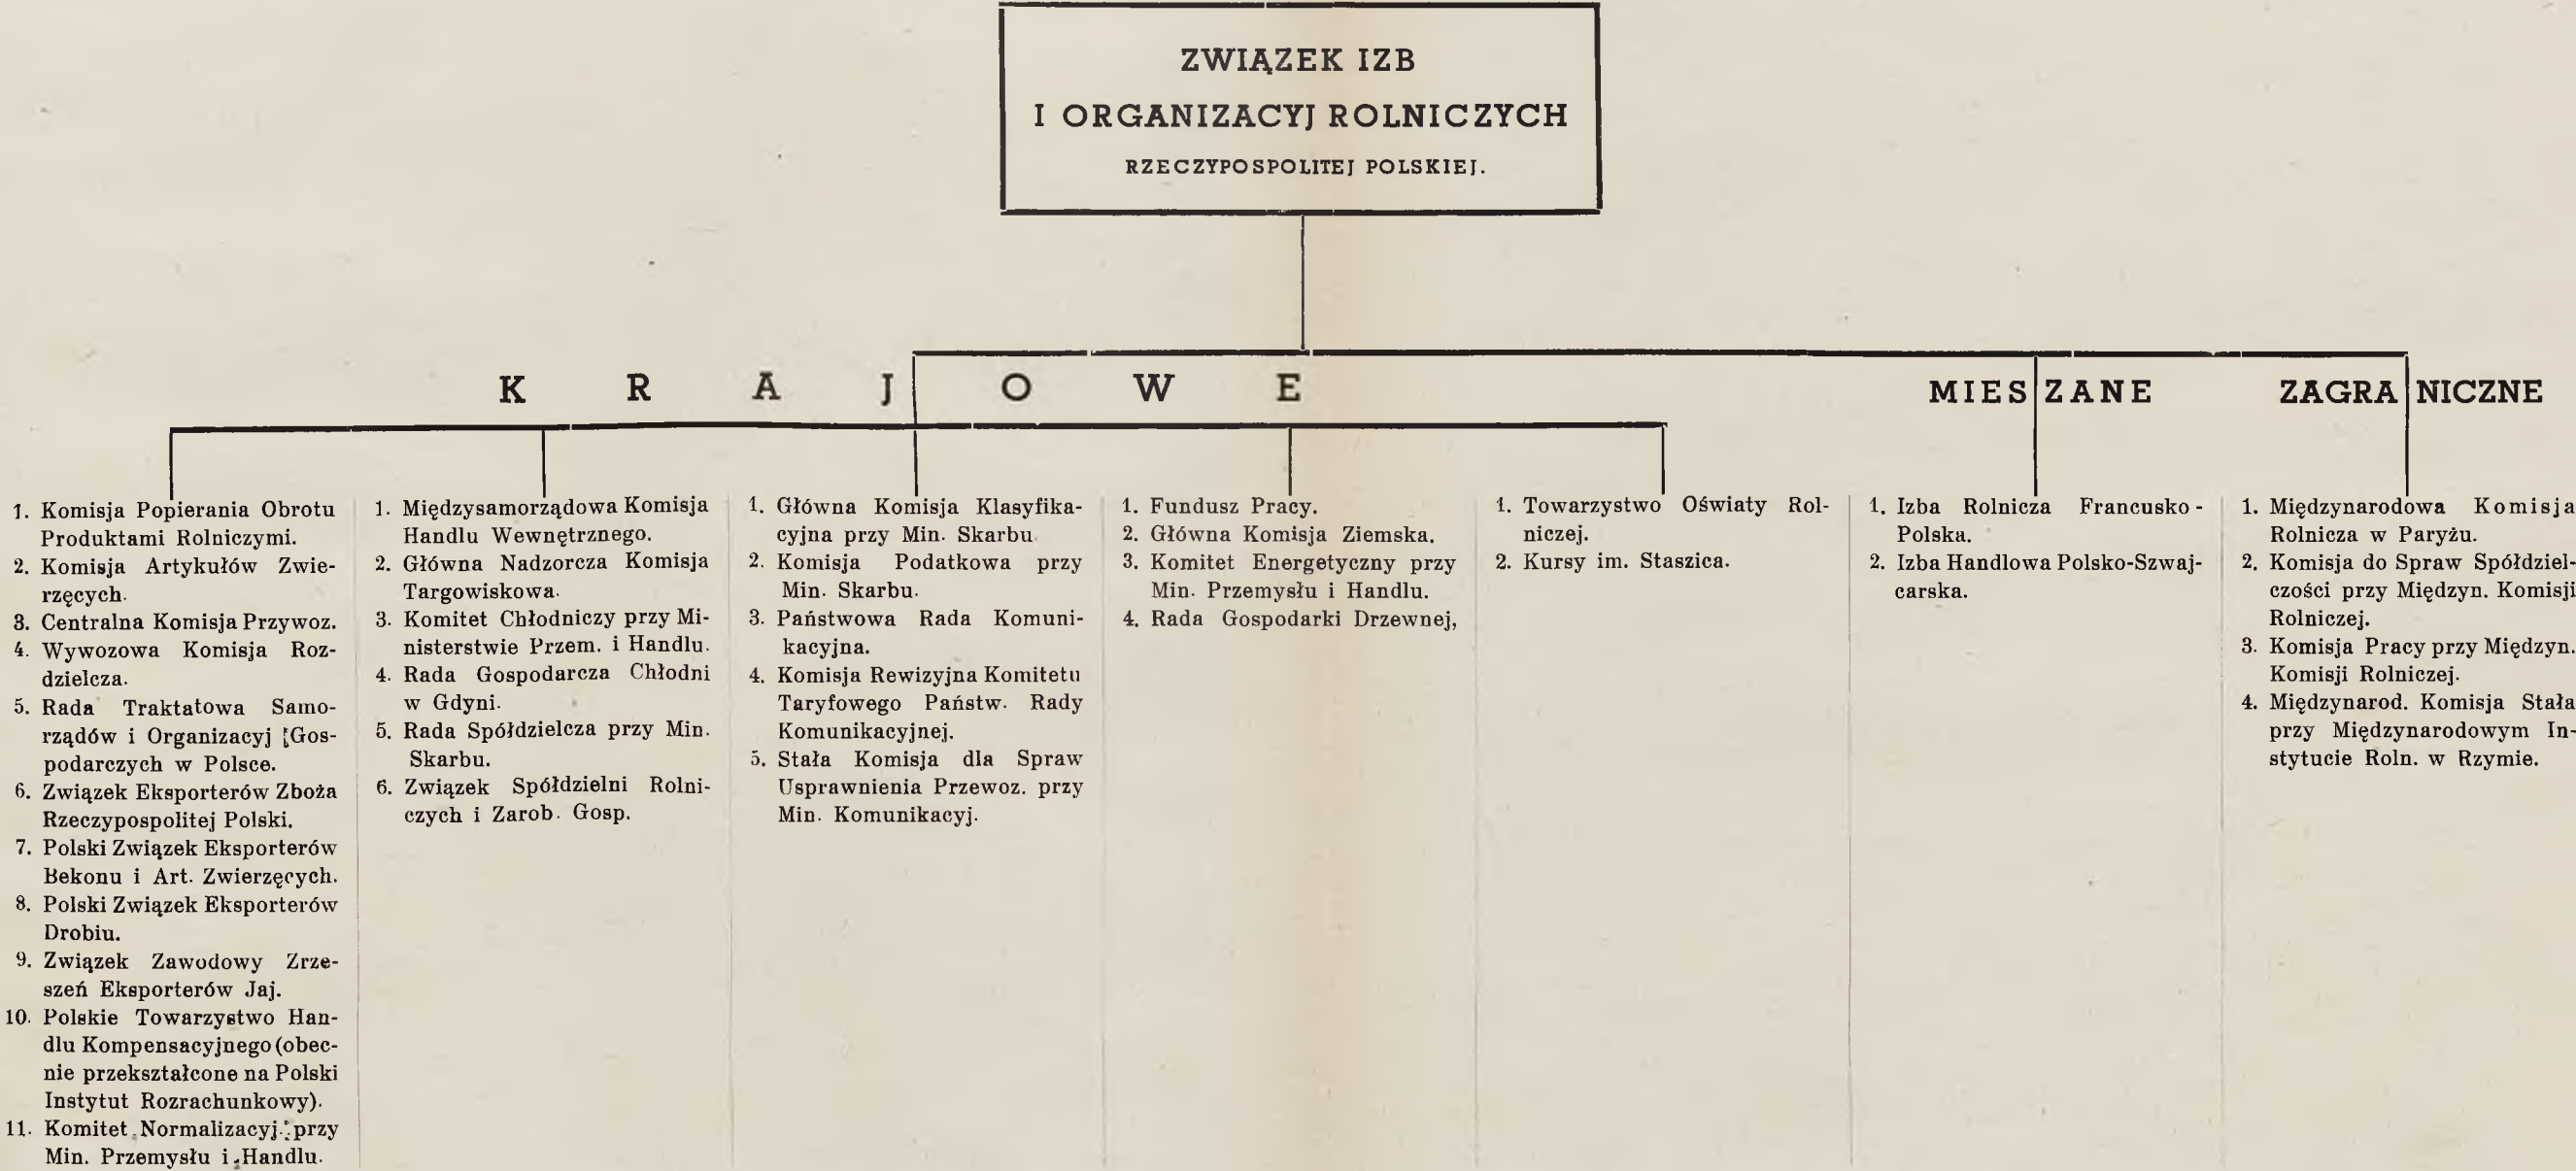 ZWIĄZEK IZB
I ORGANIZACYJ ROLNICZYCH
RZECZYPOSPOLITEJ POLSKIEJ.
KRAJOWE
MIESZANE
ZAGRANICZNE
1. Komisja Popierania Obrotu
Produktami Rolniczymi.
2. Komisja Artykułów Zwie-
rzęcych.
3. Centralna Komisja Przywoz.
4. Wywozowa Komisja Roz-
dzielcza.
5. Rada Traktatowa Samo-
rządów i Organizacyj Gos-
podarczych w Polsce.
6. Związek Eksporterów Zboża
Rzeczypospolitej Polski.
7. Polski Związek Eksporterów
Bekonu i Art. Zwierzęcych.
8. Polski Związek Eksporterów
Drobiu.
9. Związek Zawodowy Zrze-
szeń Eksporterów Jaj.
10. Polskie Towarzystwo Han-
dlu Kompensacyjnego (obec-
nie przekształcone na Polski
Instytut Rozrachunkowy).
11. Komitet Normalizacyj. przy
Min. Przemysłu i Handlu.
1. Międzysamorządowa Komisja
Handlu Wewnętrznego.
2. Główna Nadzorcza Komisja
Targowiskowa.
3. Komitet Chłodniczy przy Mi-
nisterstwie Przem. i Handlu.
4. Rada Gospodarcza Chłodni
w Gdyni.
5. Rada Spółdzielcza przy Min.
Skarbu.
6. Związek Spółdzielni Rolni-
czych i Zarob. Gosp.
1. Główna Komisja Klasyfika-
cyjna przy Min. Skarbu.
2. Komisja Podatkowa przy
Min. Skarbu.
3. Państwowa Rada Komuni-
kacyjna.
4. Komisja Rewizyjna Komitetu
Taryfowego Państw. Rady
Komunikacyjnej.
5. Stała Komisja dla Spraw
Usprawnienia Przewoz. przy
Min. Komunikacyj.
1. Fundusz Pracy.
2. Główna Komisja Ziemska.
3. Komitet Energetyczny przy
Min. Przemysłu i Handlu.
4. Rada Gospodarki Drzewnej,
1. Towarzystwo Oświaty Rol-
niczej.
2. Kursy im. Staszica.
1. Izba Rolnicza Francusko-
Polska.
2. Izba Handlowa Polsko-Szwaj-
carska.
1. Międzynarodowa Komisja
Rolnicza w Paryżu.
2. Komisja do Spraw Spółdziel-
czości przy Międzyn. Komisji
Rolniczej.
3. Komisja Pracy przy Międzyn.
Komisji Rolniczej.
4. Międzynarod. Komisja Stała
przy Międzynarodowym In-
stytucie Roln. w Rzymie.